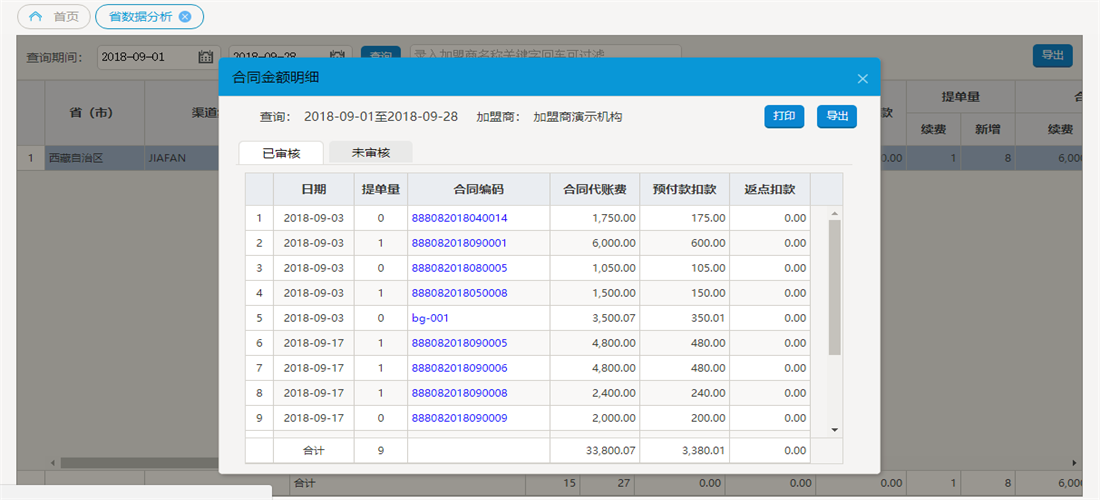 首页 省数据分析
查询期间： 2018-09-01 2018-09-28 查询 录入加盟商名称关键字回车可过滤 导出
合同金额明细
省（市） 提单量
续费 新增 续费
1 西藏自治区 JIAFAN 0.00 1 8
查询： 2018-09-01至2018-09-28 加盟商： 加盟商演示机构 打印 导出
已审核 未审核
日期 提单量 合同编码 合同代账费 预付款扣款 返点扣款
1 2018-09-03 0 888082018040014 1,750.00 175.00 0.00
2 2018-09-03 1 888082018090001 6,000.00 600.00 0.00
3 2018-09-03 0 888082018080005 1,050.00 105.00 0.00
4 2018-09-03 1 888082018050008 1,500.00 150.00 0.00
5 2018-09-03 0 bg-001 3,500.07 350.01 0.00
6 2018-09-17 1 888082018090005 4,800.00 480.00 0.00
7 2018-09-17 1 888082018090006 4,800.00 480.00 0.00
8 2018-09-17 1 888082018090008 2,400.00 240.00 0.00
9 2018-09-17 0 888082018090009 2,000.00 200.00 0.00
合计 9 33,800.07 3,380.01 0.00
合计 15 27 0.00 0.00 0.00 1 8